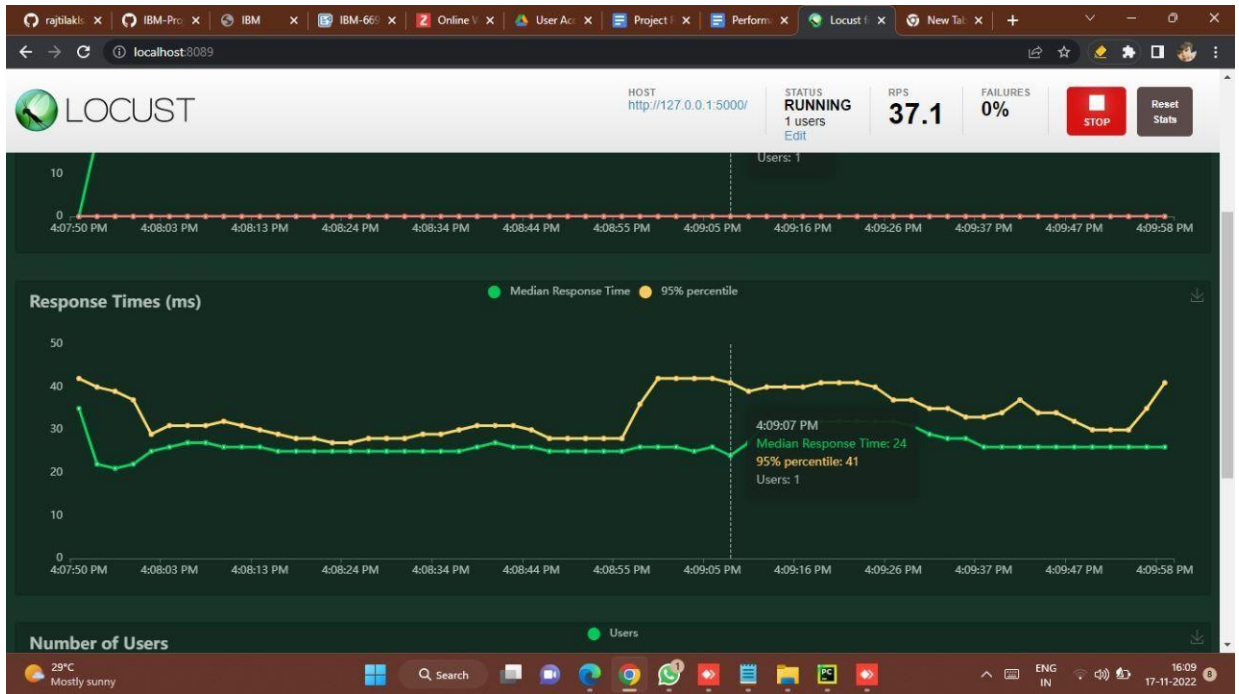 rajtilakls
IBM-Pro
IBM
IBM-669
Online V
User Acc
Project
Perform
Locust f
New Tab
localhost:8089
LOCUST
HOST
http://127.0.0.1:5000/
STATUS
RUNNING
1 users
Edit
RPS
37.1
FAILURES
0%
STOP
Reset Stats
Users: 1
10
0
4:07:50 PM 4:08:03 PM 4:08:13 PM 4:08:24 PM 4:08:34 PM 4:08:44 PM 4:08:55 PM 4:09:05 PM 4:09:16 PM 4:09:26 PM 4:09:37 PM 4:09:47 PM 4:09:58 PM
Response Times (ms)
Median Response Time 95% percentile
50
40
30
20
10
0
4:09:07 PM
Median Response Time: 24
95% percentile: 41
Users: 1
4:07:50 PM 4:08:03 PM 4:08:13 PM 4:08:24 PM 4:08:34 PM 4:08:44 PM 4:08:55 PM 4:09:05 PM 4:09:16 PM 4:09:26 PM 4:09:37 PM 4:09:47 PM 4:09:58 PM
Number of Users
Users
29°C
Mostly sunny
Search
1
PC
ENG
IN
16:09
17-11-2022
8